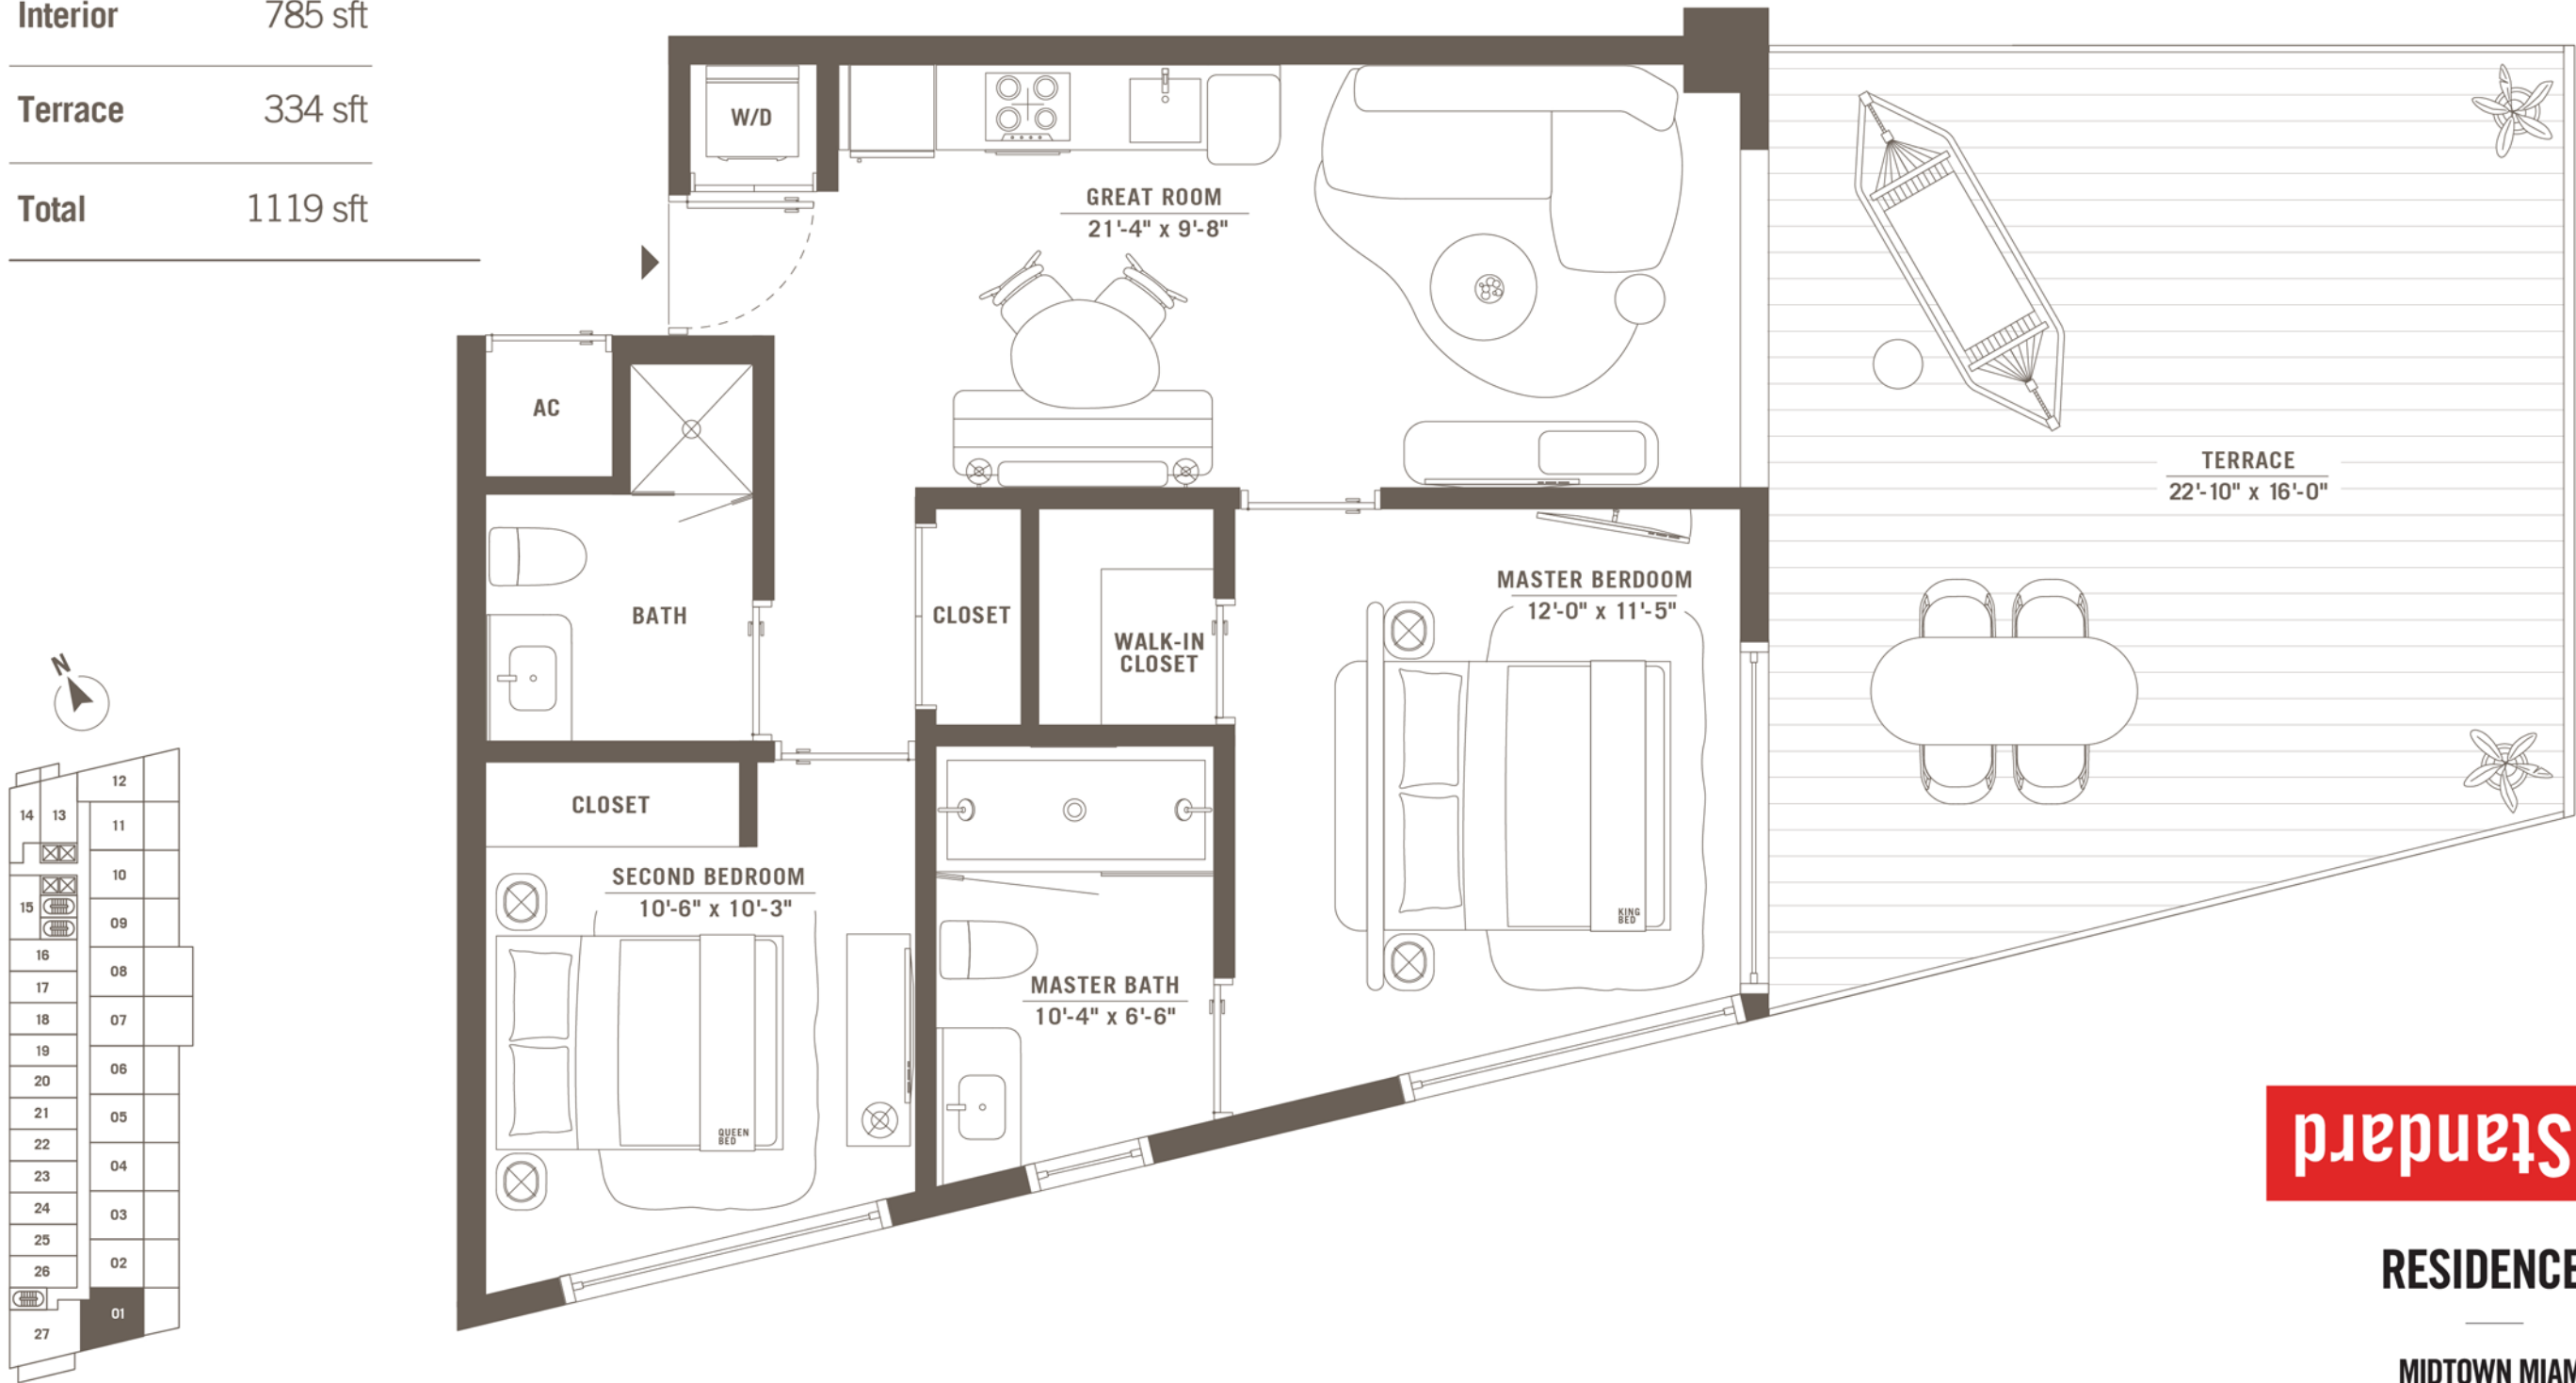 Interior 785 sft
Terrace 334 sft
Total 1119 sft
W/D
GREAT ROOM
21'-4" x 9'-8"
AC
TERRACE
22'-10" x 16'-0"
BATH
CLOSET
WALK-IN
CLOSET
MASTER BERDOOM
12'-0" x 11'-5"
KING
BED
CLOSET
SECOND BEDROOM
10'-6" x 10'-3"
QUEEN
BED
MASTER BATH
10'-4" x 6'-6"
N
12
14 13
11
10
15
09
16
08
17
07
18
19
06
20
21
05
22
04
23
24
03
25
02
26
01
27
Standard
RESIDENCE
MIDTOWN MIAM